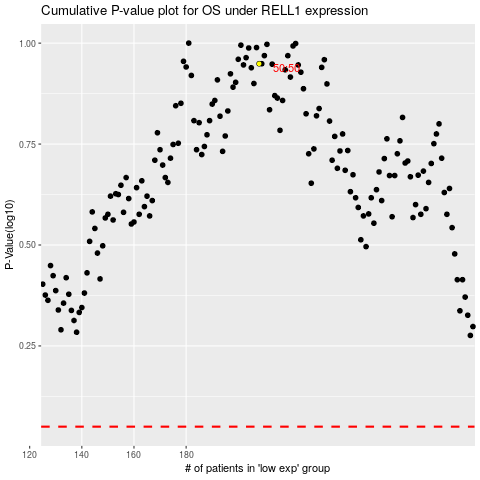 Cumulative P-value plot for OS under RELL1 expression
P-Value(log10)
1.00
0.75
0.50
0.25
50:50
120 140 160 180
# of patients in 'low exp' group